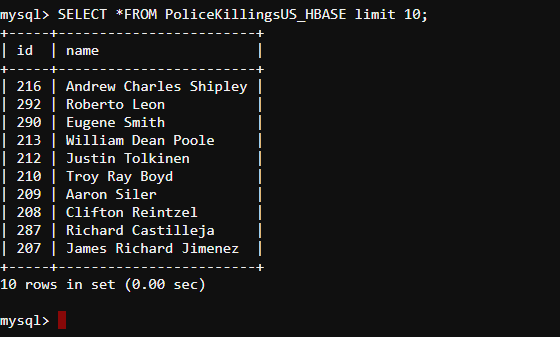 mysql> SELECT *FROM PoliceKillingsUS_HBASE limit 10;
+-----+------------------------+
| id  | name                   |
+-----+------------------------+
| 216 | Andrew Charles Shipley |
| 292 | Roberto Leon           |
| 290 | Eugene Smith           |
| 213 | William Dean Poole     |
| 212 | Justin Tolkinen        |
| 210 | Troy Ray Boyd          |
| 209 | Aaron Siler            |
| 208 | Clifton Reintzel       |
| 287 | Richard Castilleja     |
| 207 | James Richard Jimenez  |
+-----+------------------------+
10 rows in set (0.00 sec)
mysql>